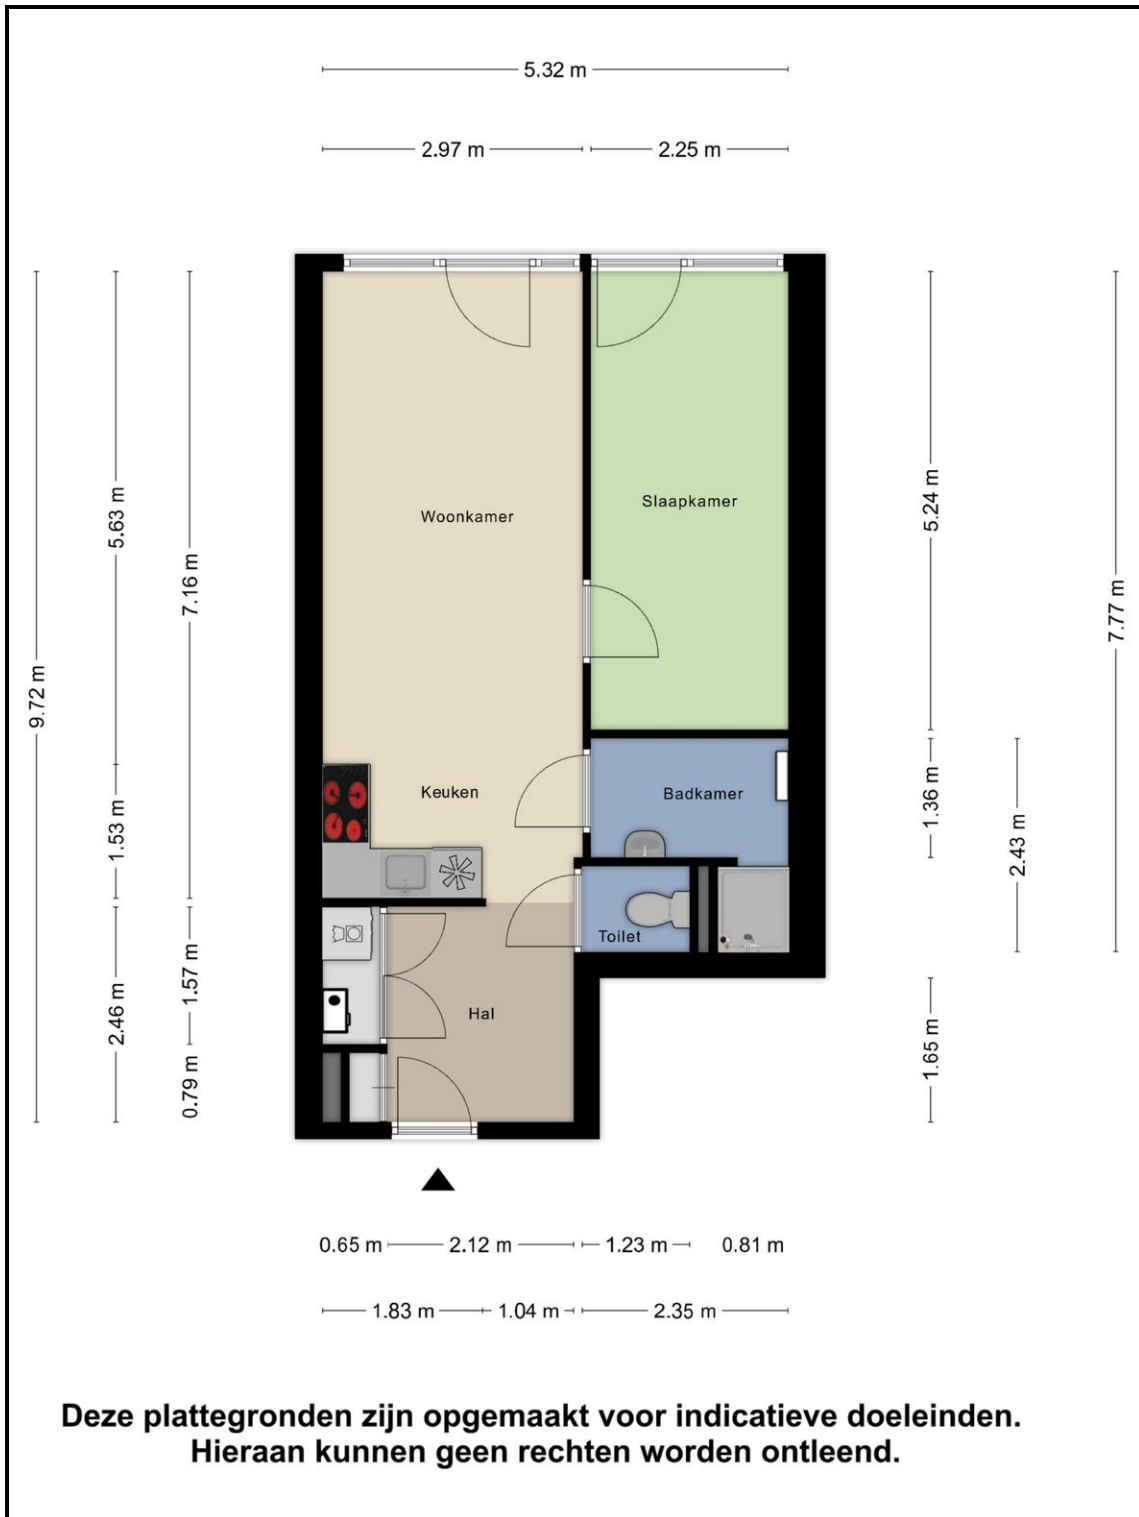 5.32 m
2.97 m
2.25 m
9.72 m
5.63 m
1.53 m
2.46 m
7.16 m
1.57 m
0.79 m
Woonkamer
Slaapkamer
Keuken
Badkamer
Toilet
Hal
5.24 m
1.36 m
1.65 m
2.43 m
7.77 m
0.65 m
2.12 m
1.23 m
0.81 m
1.83 m
1.04 m
2.35 m
Deze plattegronden zijn opgemaakt voor indicatieve doeleinden.
Hieraan kunnen geen rechten worden ontleend.